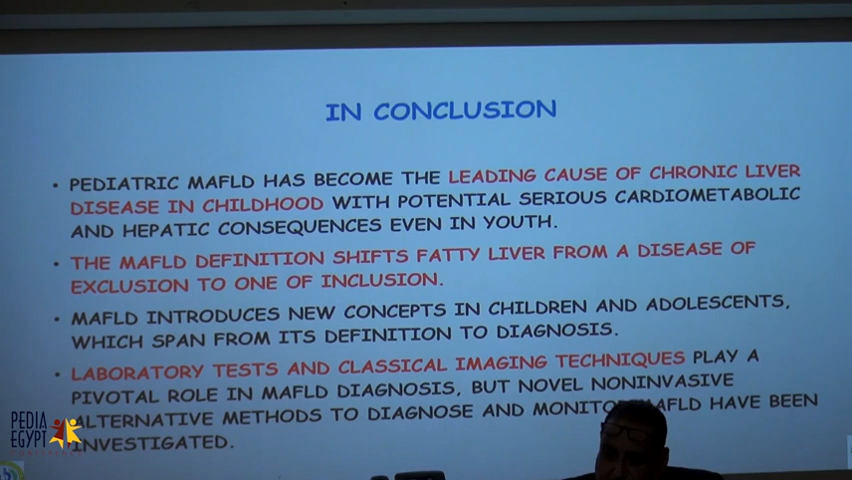 IN CONCLUSION
• PEDIATRIC MAFLD HAS BECOME THE LEADING CAUSE OF CHRONIC LIVER
DISEASE IN CHILDHOOD WITH POTENTIAL SERIOUS CARDIOMETABOLIC
AND HEPATIC CONSEQUENCES EVEN IN YOUTH.
• THE MAFLD DEFINITION SHIFTS FATTY LIVER FROM A DISEASE OF
EXCLUSION TO ONE OF INCLUSION.
• MAFLD INTRODUCES NEW CONCEPTS IN CHILDREN AND ADOLESCENTS,
WHICH SPAN FROM ITS DEFINITION TO DIAGNOSIS.
• LABORATORY TESTS AND CLASSICAL IMAGING TECHNIQUES PLAY A
PIVOTAL ROLE IN MAFLD DIAGNOSIS, BUT NOVEL NONINVASIVE
ALTERNATIVE METHODS TO DIAGNOSE AND MONITOR MAFLD HAVE BEEN
INVESTIGATED.
PEDIA
EGYPT